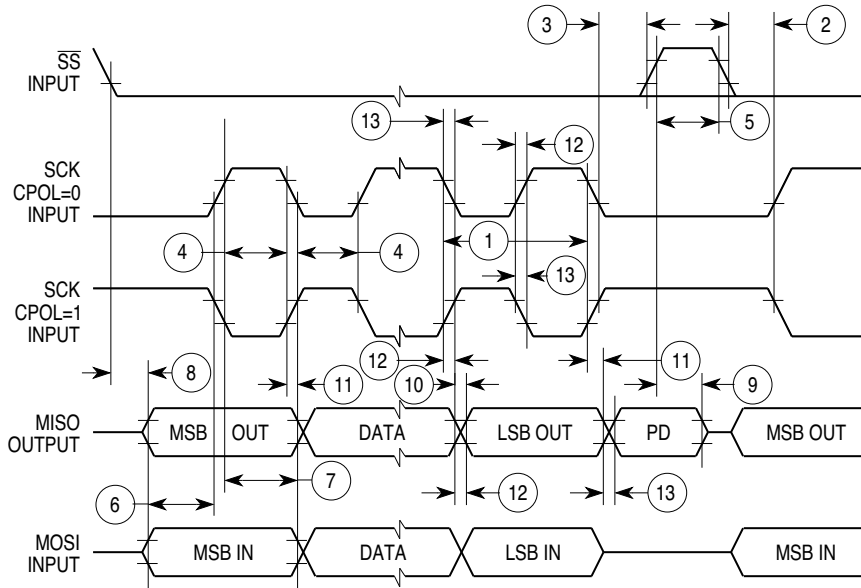 3
2
SS
INPUT
5
13
12
SCK
CPOL=0
INPUT
4
4
1
13
SCK
CPOL=1
INPUT
12
8
11
10
11
9
MISO
OUTPUT
MSB OUT
DATA
LSB OUT
PD
MSB OUT
6
7
12
13
MOSI
INPUT
MSB IN
DATA
LSB IN
MSB IN